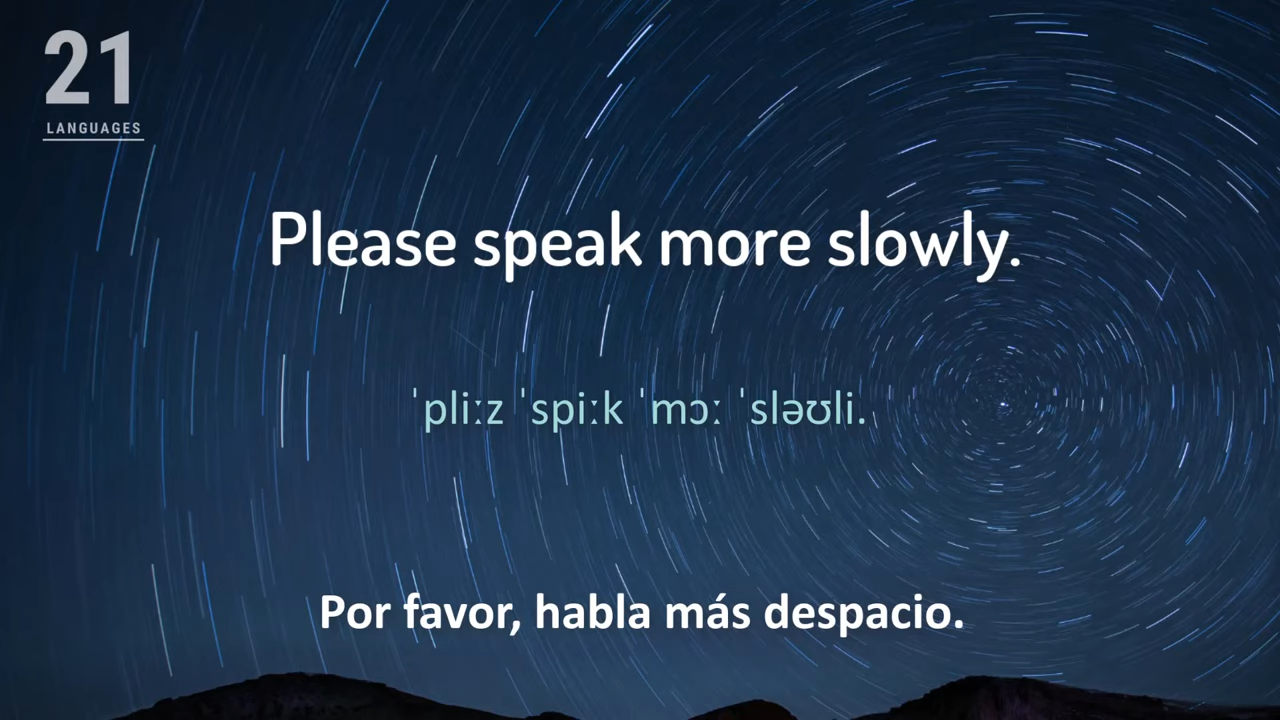 21
LANGUAGES
Please speak more slowly.
ˈpliːz ˈspiːk ˈmɔː ˈsləʊli.
Por favor, habla más despacio.